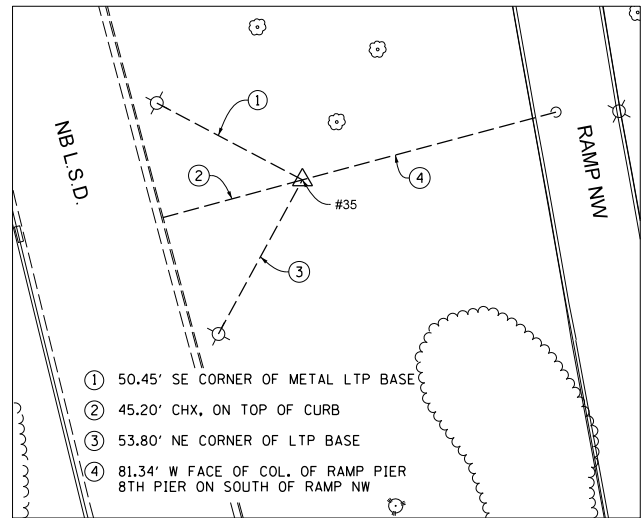 NB L.S.D.
RAMP NW
1
2
4
#35
3
1 50.45' SE CORNER OF METAL LTP BASE
2 45.20' CHX, ON TOP OF CURB
3 53.80' NE CORNER OF LTP BASE
4 81.34' W FACE OF COL. OF RAMP PIER
8TH PIER ON SOUTH OF RAMP NW